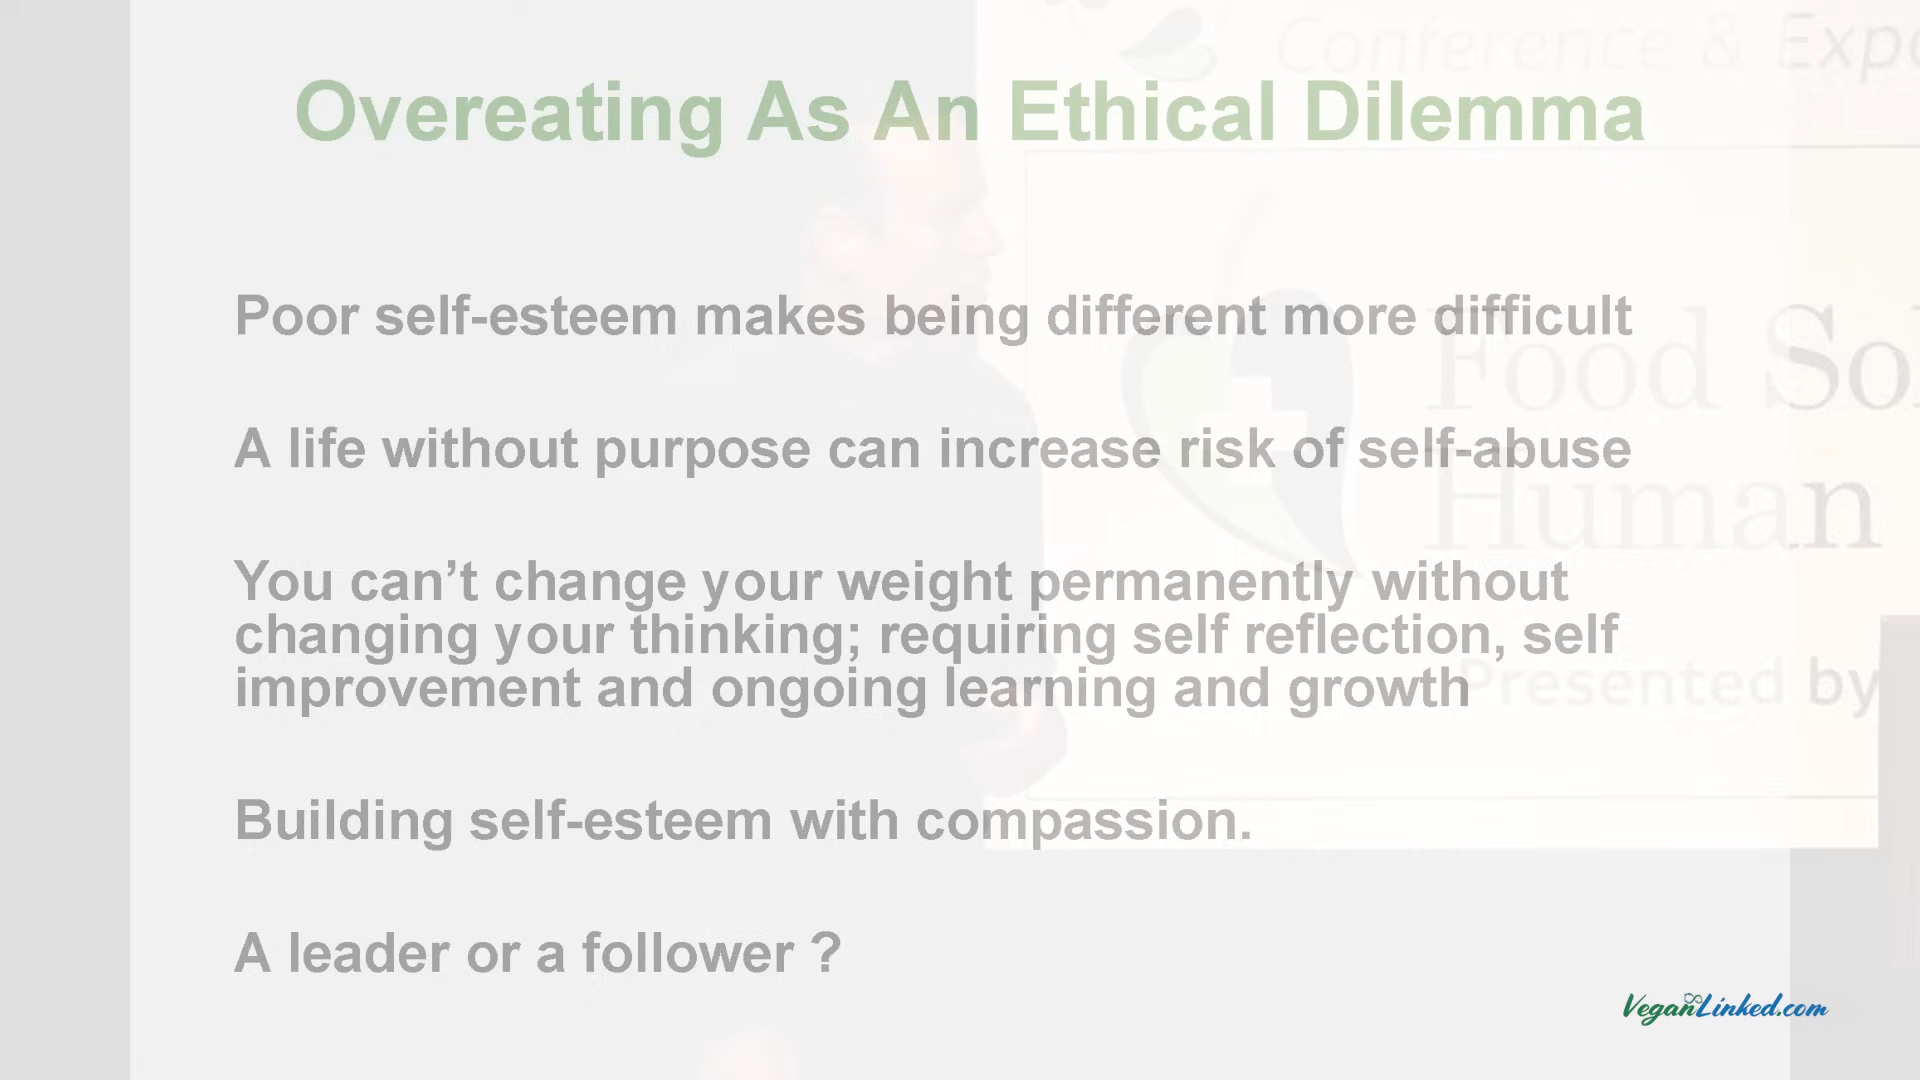 Conference & Expo
Overeating As An Ethical Dilemma
Poor self-esteem makes being different more difficult
Food
A life without purpose can increase risk of self-abuse
Human
You can’t change your weight permanently without
changing your thinking; requiring self reflection, self
improvement and ongoing learning and growth
Presented by
Building self-esteem with compassion.
A leader or a follower ?
VeganLinked.com